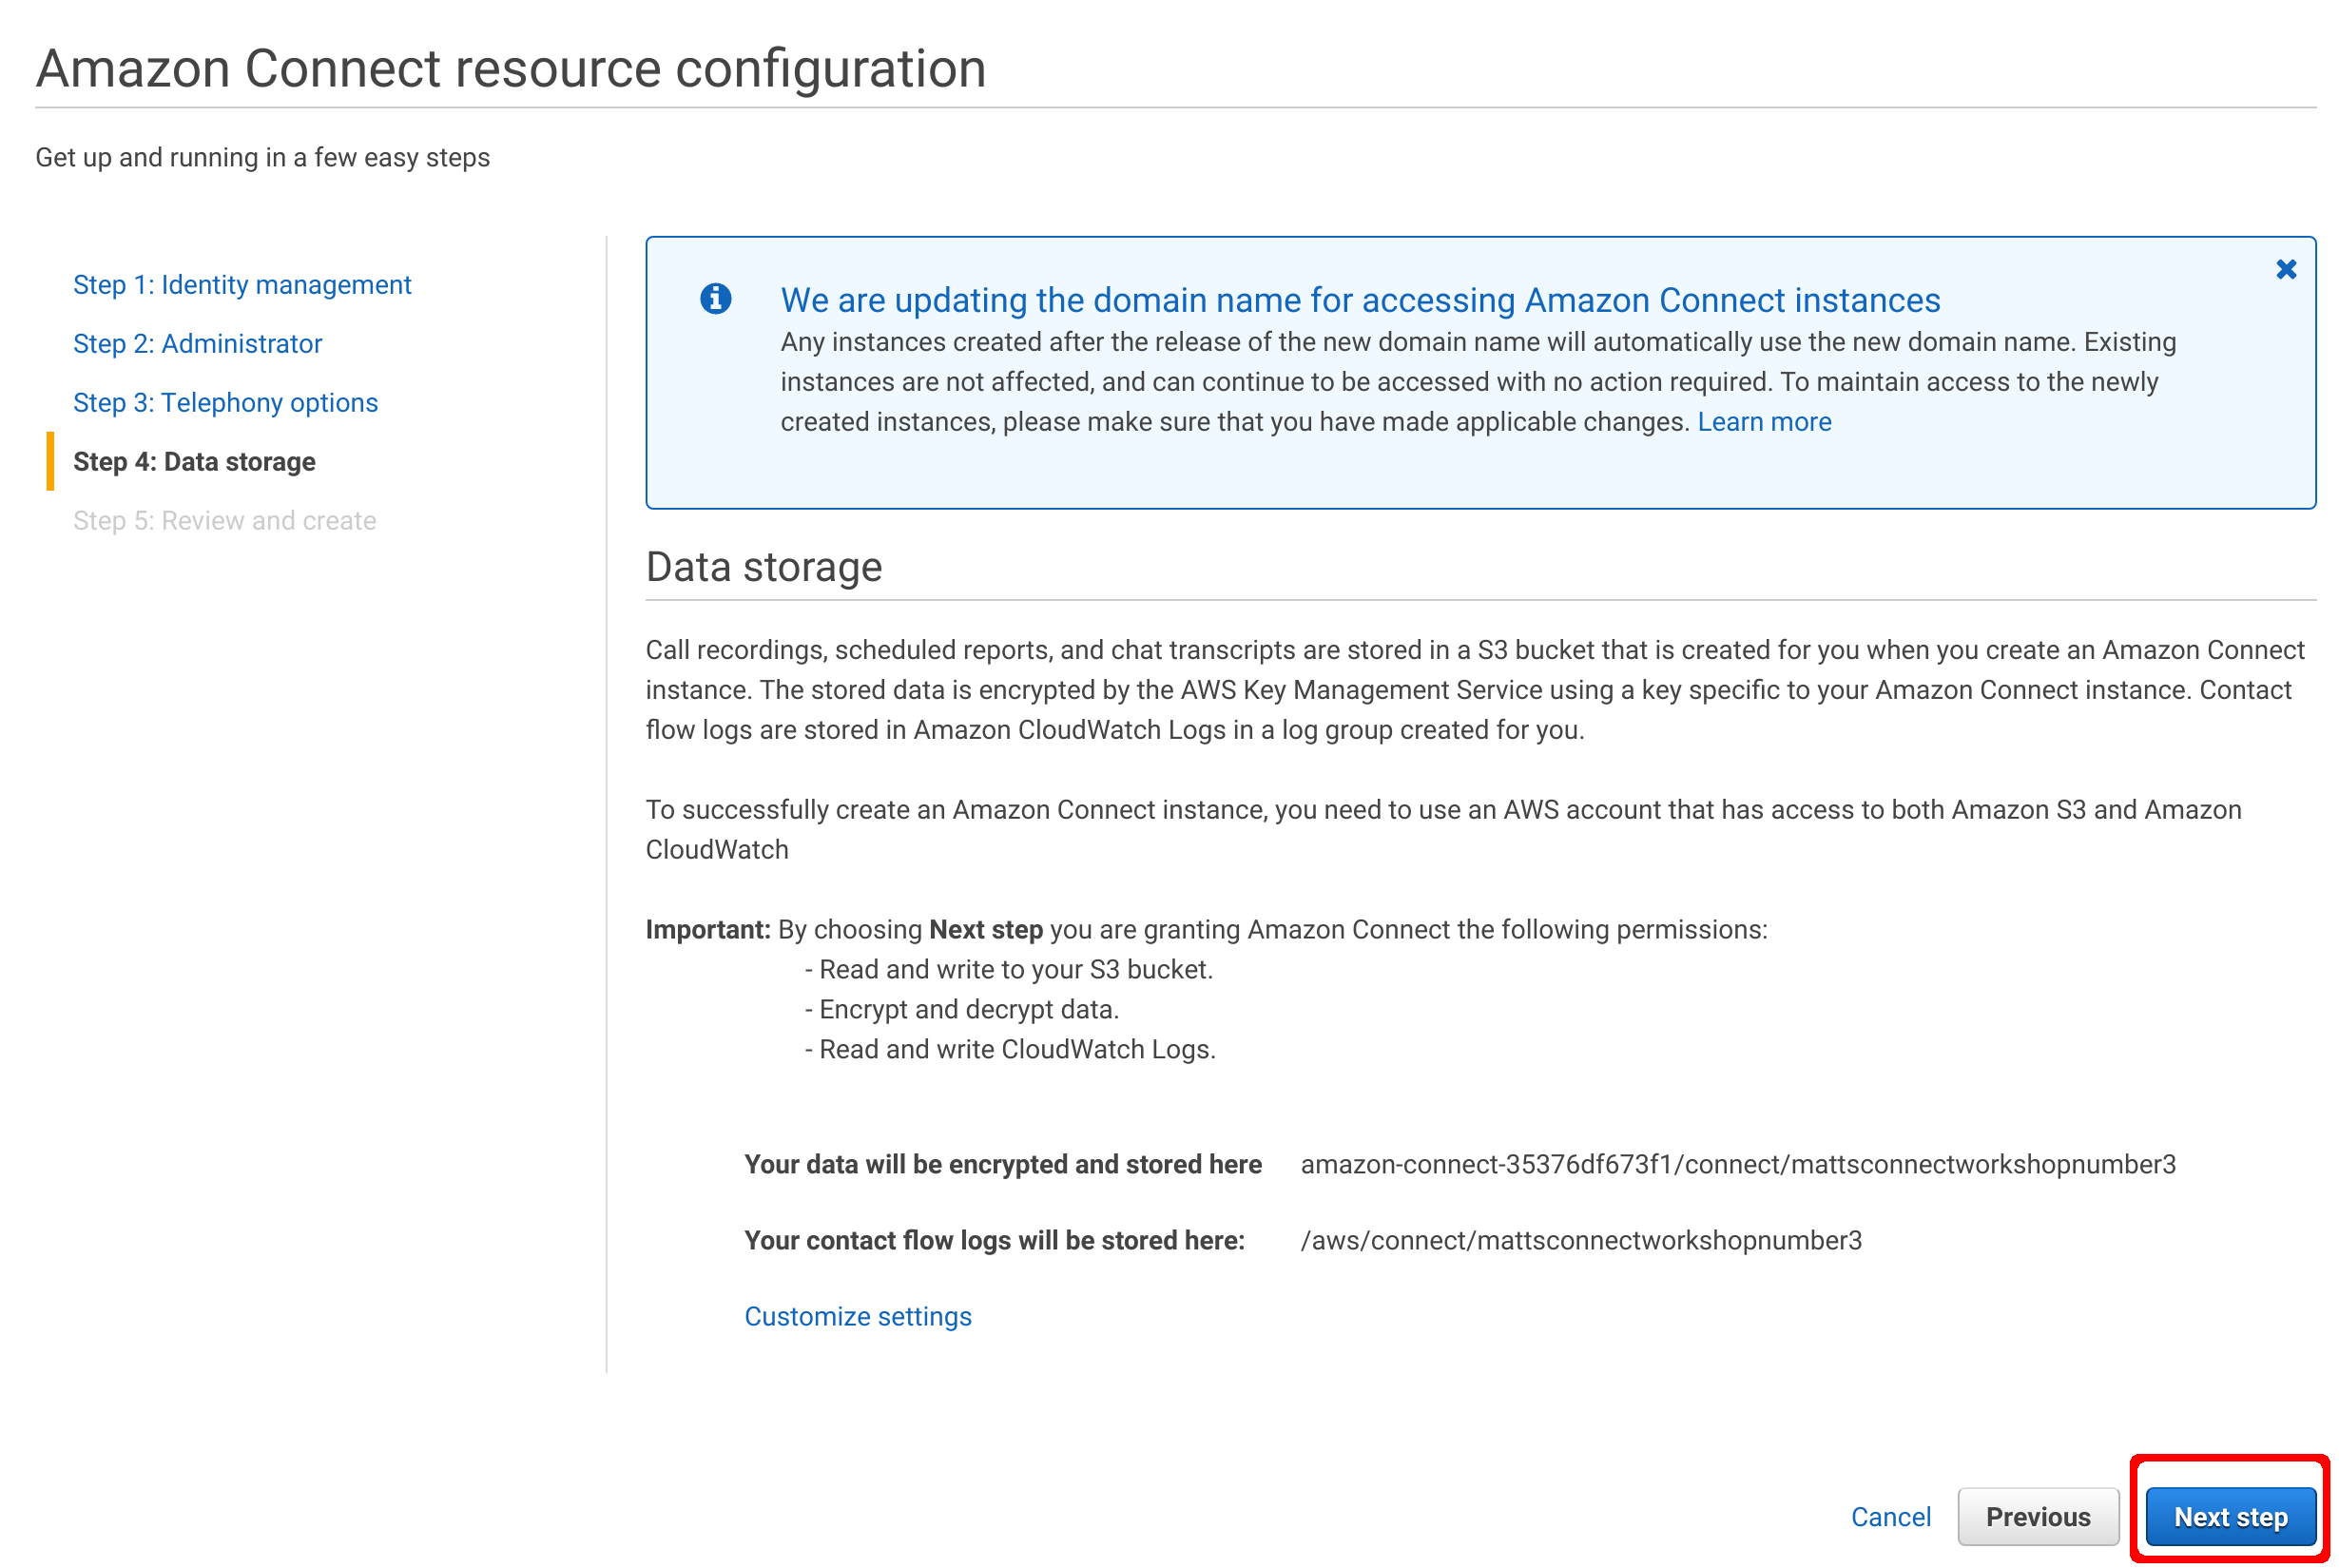 Amazon Connect resource configuration
Get up and running in a few easy steps
Step 1: Identity management
Step 2: Administrator
Step 3: Telephony options
Step 4: Data storage
Step 5: Review and create
We are updating the domain name for accessing Amazon Connect instances
Any instances created after the release of the new domain name will automatically use the new domain name. Existing
instances are not affected, and can continue to be accessed with no action required. To maintain access to the newly
created instances, please make sure that you have made applicable changes. Learn more
Data storage
Call recordings, scheduled reports, and chat transcripts are stored in a S3 bucket that is created for you when you create an Amazon Connect
instance. The stored data is encrypted by the AWS Key Management Service using a key specific to your Amazon Connect instance. Contact
flow logs are stored in Amazon CloudWatch Logs in a log group created for you.
To successfully create an Amazon Connect instance, you need to use an AWS account that has access to both Amazon S3 and Amazon
CloudWatch
Important: By choosing Next step you are granting Amazon Connect the following permissions:
- Read and write to your S3 bucket.
- Encrypt and decrypt data.
- Read and write CloudWatch Logs.
Your data will be encrypted and stored here amazon-connect-35376df673f1/connect/mattsconnectworkshopnumber3
Your contact flow logs will be stored here: /aws/connect/mattsconnectworkshopnumber3
Customize settings
Cancel Previous Next step